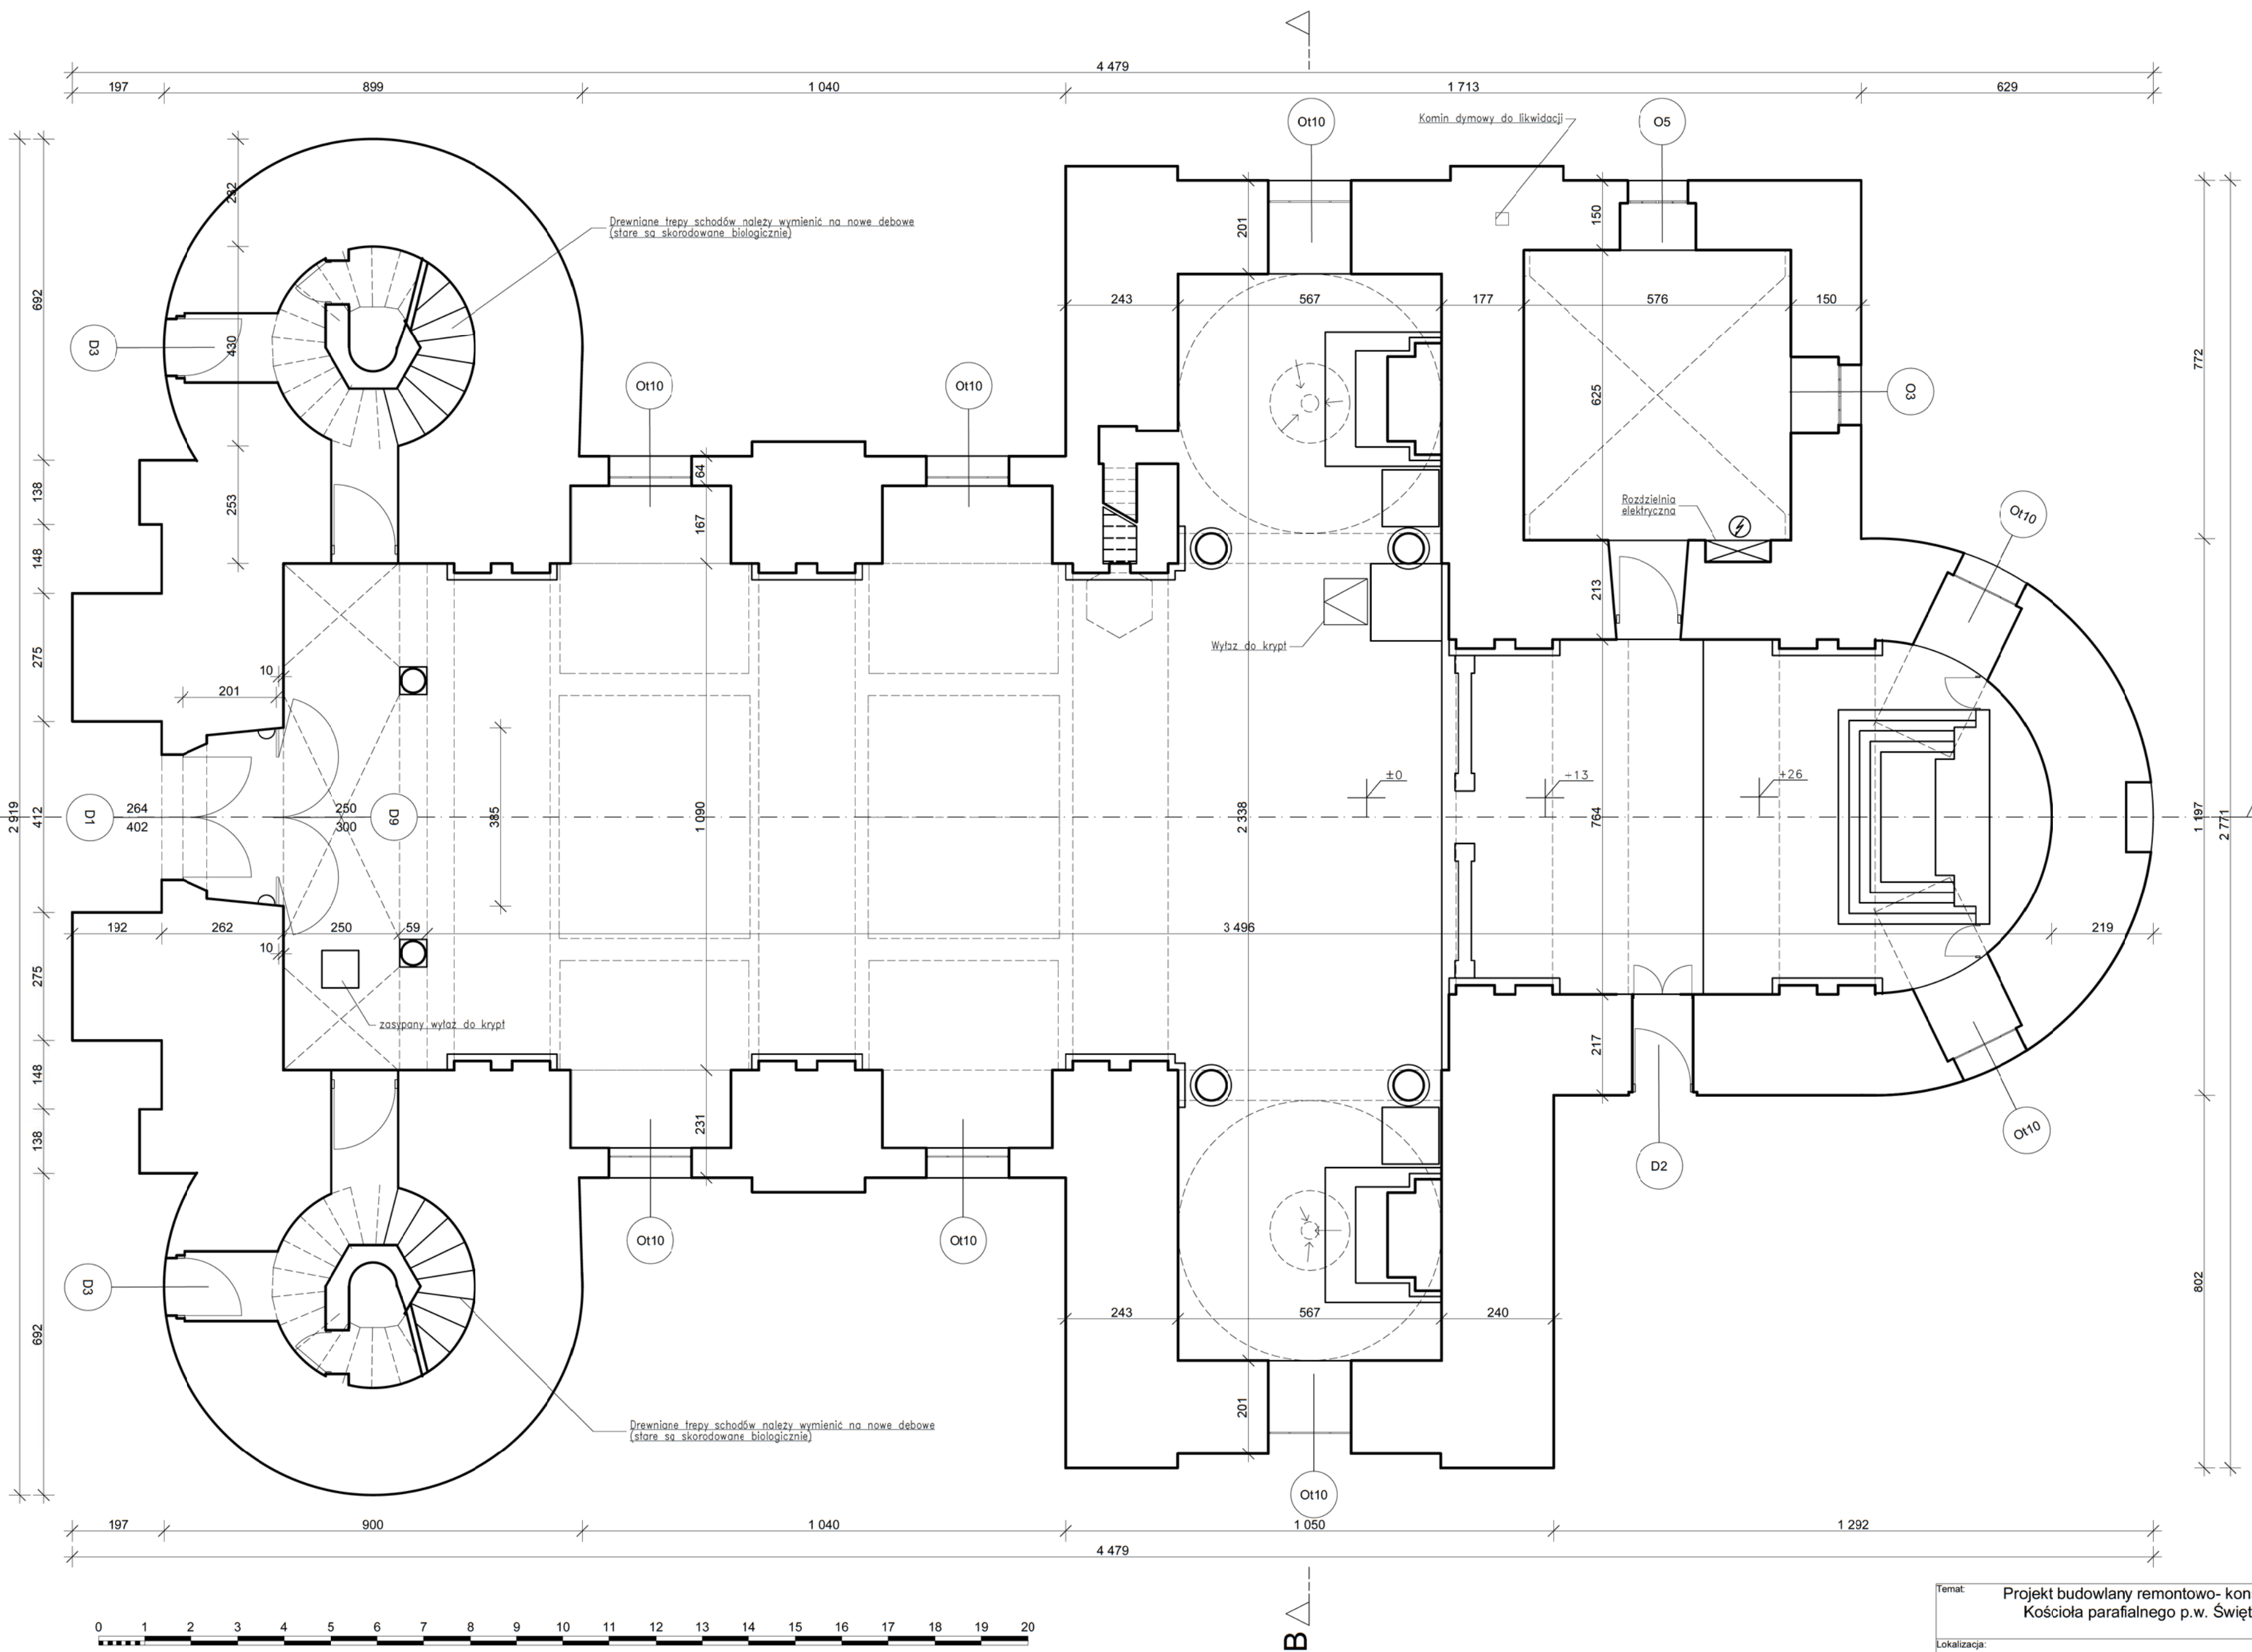 4 479
197
899
1 040
1 713
629
Ot10
Komin dymowy do likwidacji
O5
232
201
150
Drewniane trepy schodów należy wymienić na nowe dębowe
(stare są skorodowane biologicznie)
692
243
567
177
576
150
D3
430
Ot10
Ot10
625
O3
772
64
138
253
167
Rozdzielnia
elektryczna
Ot10
148
213
275
Wyłaz do krypt
10
201
±0
+13
+26
2 919
412
D1
264
402
250
300
D9
385
1 090
2 338
764
1 197
2 771
192
262
250
59
3 496
219
10
275
zasypany wyłaz do krypt
148
217
138
231
Ot10
D2
Ot10
Ot10
D3
243
567
240
802
692
201
Drewniane trepy schodów należy wymienić na nowe dębowe
(stare są skorodowane biologicznie)
Ot10
197
900
1 040
1 050
1 292
4 479
Temat:
Projekt budowlany remontowo- kon
Kościoła parafialnego p.w. Święt
Lokalizacja:
0 1 2 3 4 5 6 7 8 9 10 11 12 13 14 15 16 17 18 19 20
B